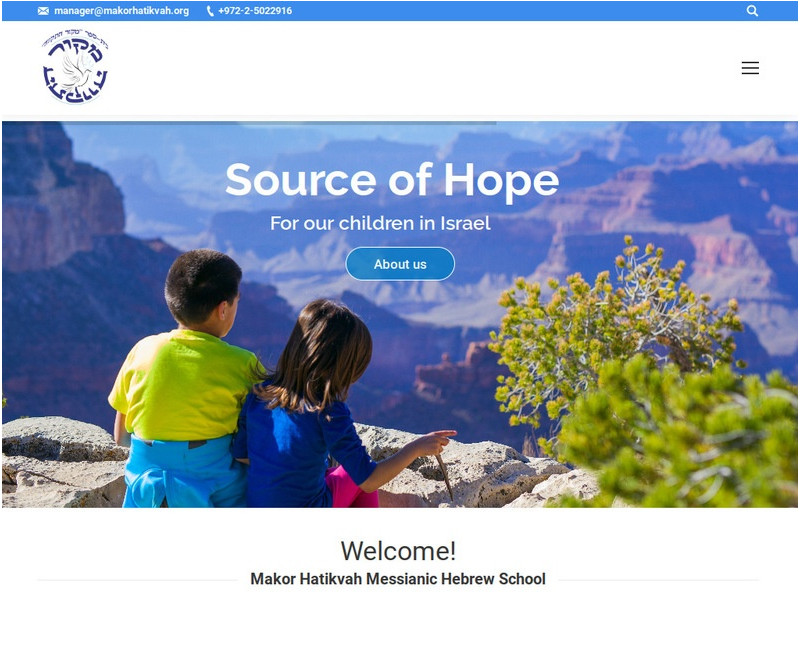 manager@makorhatikvah.org +972-2-5022916
מקור
Source of Hope
For our children in Israel
About us
Welcome!
Makor Hatikvah Messianic Hebrew School